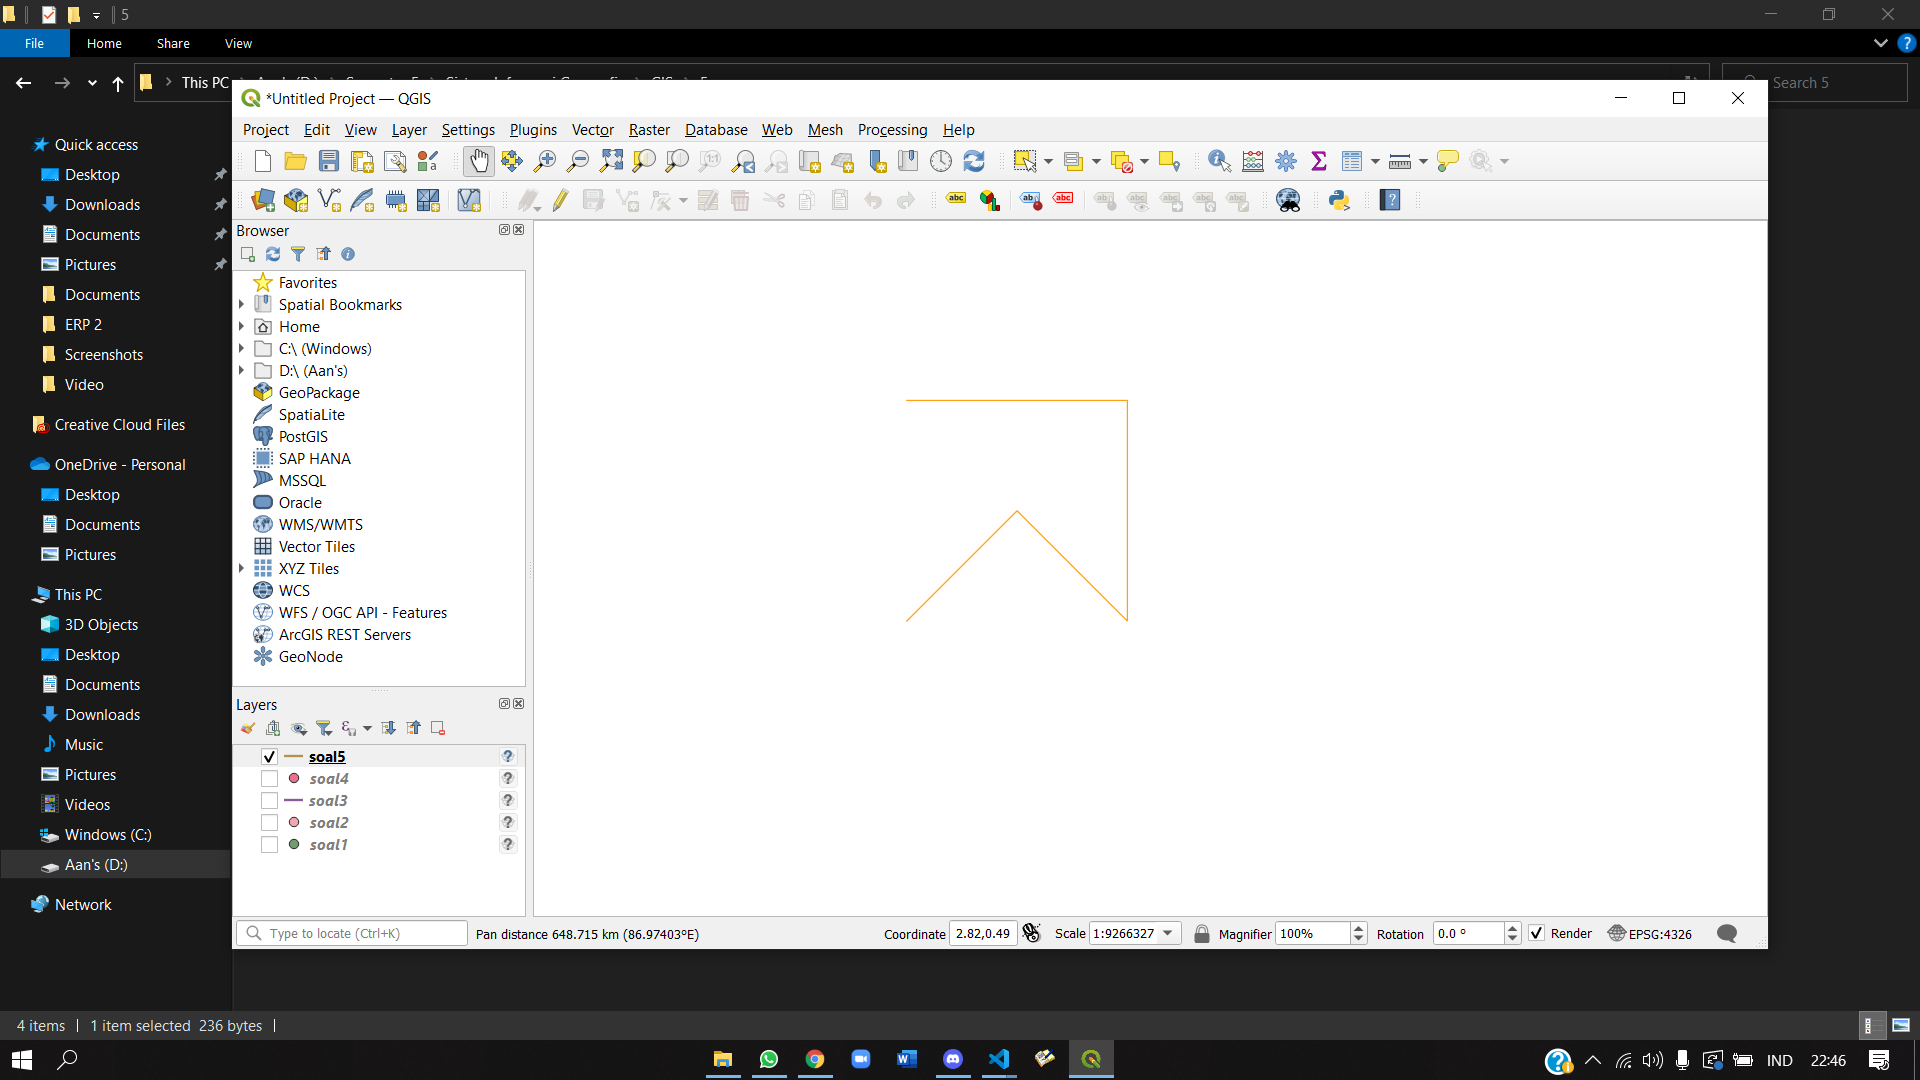 5
File Home Share View
This PC
Search 5
*Untitled Project — QGIS
Project Edit View Layer Settings Plugins Vector Raster Database Web Mesh Processing Help
Browser
Favorites
Spatial Bookmarks
Home
C:\ (Windows)
D:\ (Aan's)
GeoPackage
SpatiaLite
PostGIS
SAP HANA
MSSQL
Oracle
WMS/WMTS
Vector Tiles
XYZ Tiles
WCS
WFS / OGC API - Features
ArcGIS REST Servers
GeoNode
Layers
soal5
soal4
soal3
soal2
soal1
Type to locate (Ctrl+K)
Pan distance 648.715 km (86.97403°E)
Coordinate 2.82,0.49
Scale 1:9266327
Magnifier 100%
Rotation 0.0 °
Render
EPSG:4326
Quick access
Desktop
Downloads
Documents
Pictures
Documents
ERP 2
Screenshots
Video
Creative Cloud Files
OneDrive - Personal
Desktop
Documents
Pictures
This PC
3D Objects
Desktop
Documents
Downloads
Music
Pictures
Videos
Windows (C:)
Aan's (D:)
Network
4 items
1 item selected 236 bytes
IND
22:46